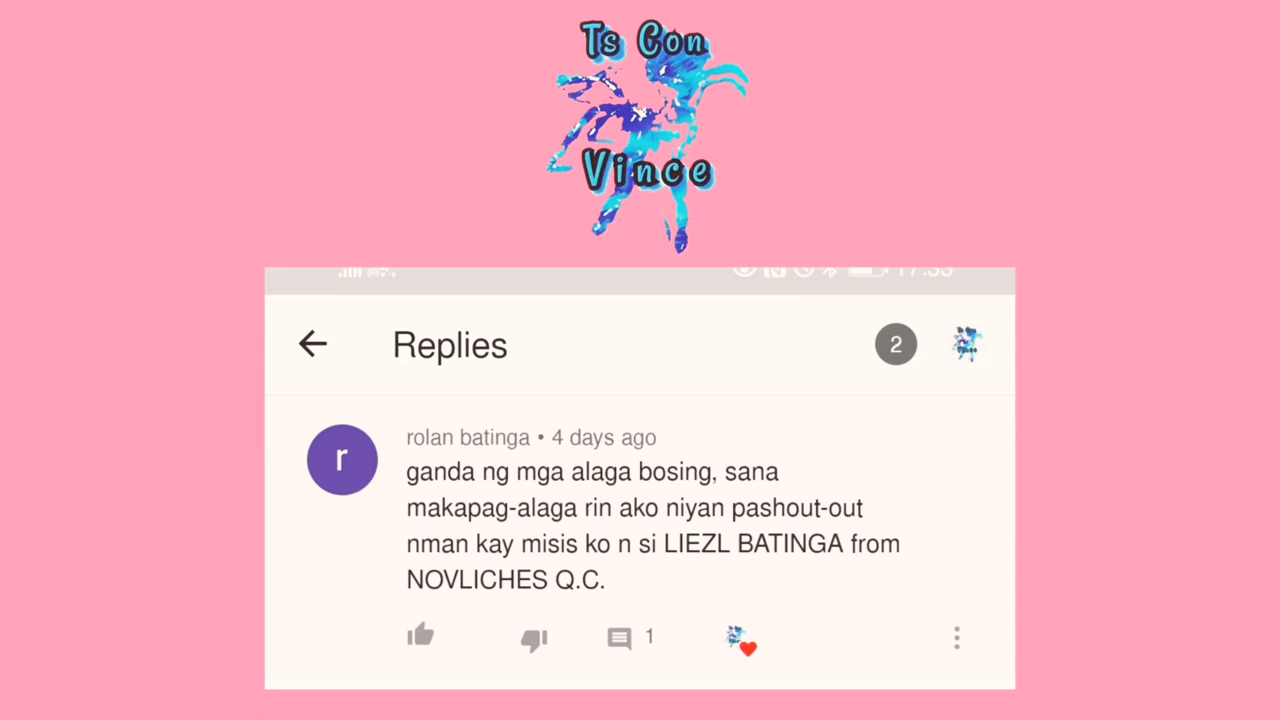 Ts Con
Vince
Replies
2
r
rolan batinga • 4 days ago
ganda ng mga alaga bosing, sana
makapag-alaga rin ako niyan pashout-out
nman kay misis ko n si LIEZL BATINGA from
NOVLICHES Q.C.
1